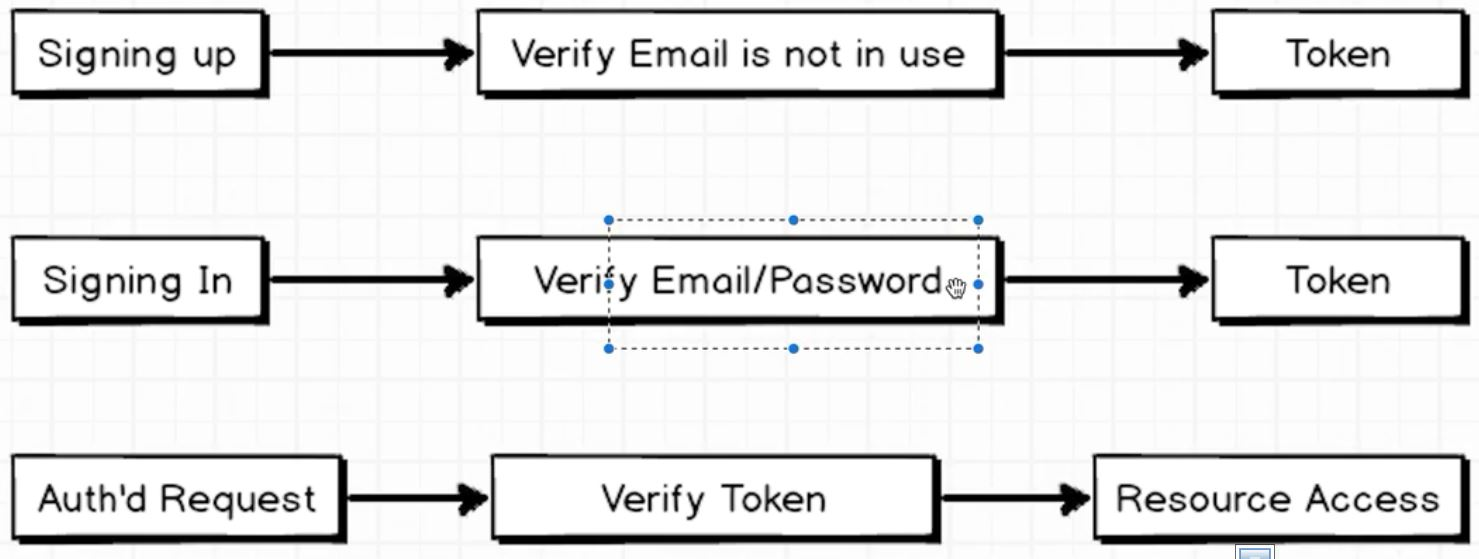 Signing up
Verify Email is not in use
Token
Signing In
Verify Email/Password
Token
Auth'd Request
Verify Token
Resource Access